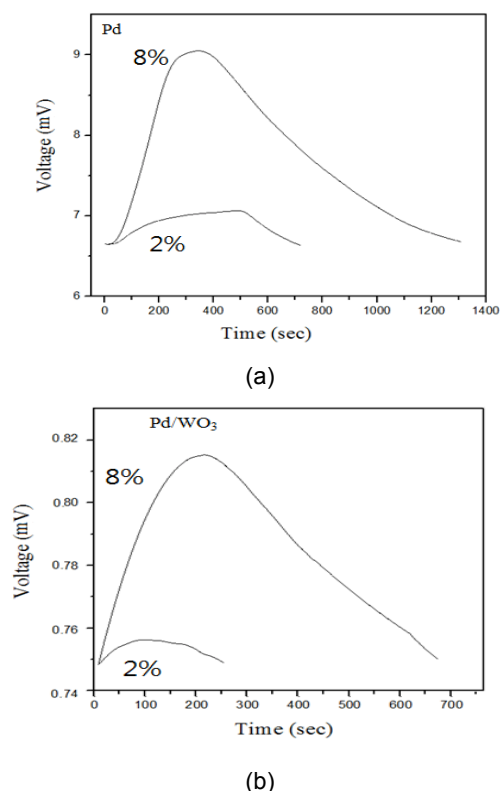 Pd
8%
2%
9
8
7
6
Voltage (mV)
0 200 400 600 800 1000 1200 1400
Time (sec)
(a)
Pd/WO₃
8%
2%
0.82
0.80
0.78
0.76
0.74
Voltage (mV)
0 100 200 300 400 500 600 700
Time (sec)
(b)